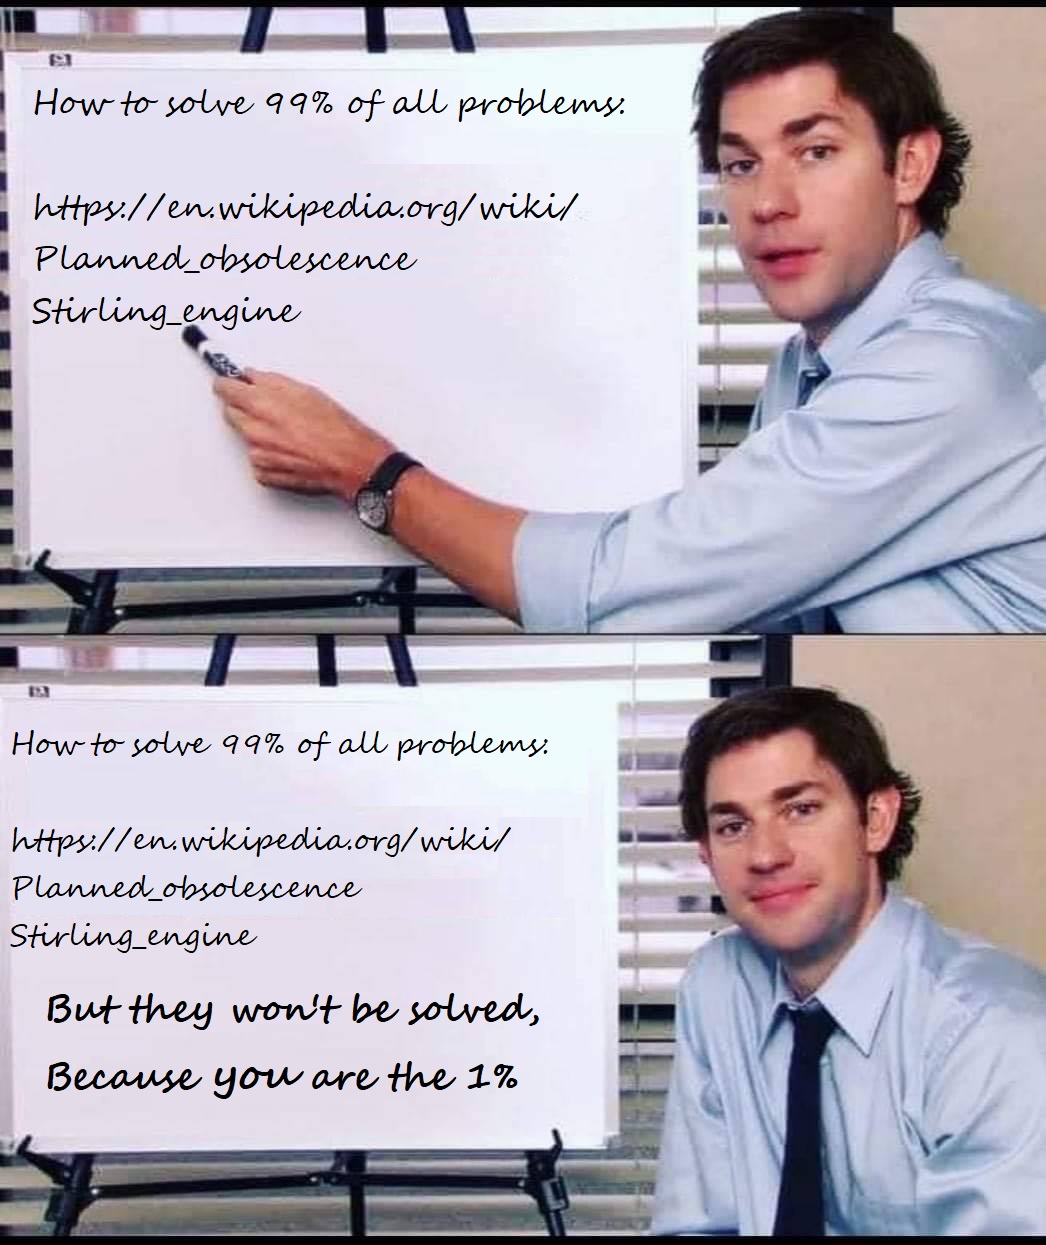 How to solve 99% of all problems:
https://en.wikipedia.org/wiki/
Planned_obsolescence
Stirling_engine
How to solve 99% of all problems:
https://en.wikipedia.org/wiki/
Planned_obsolescence
Stirling_engine
But they won't be solved,
Because you are the 1%